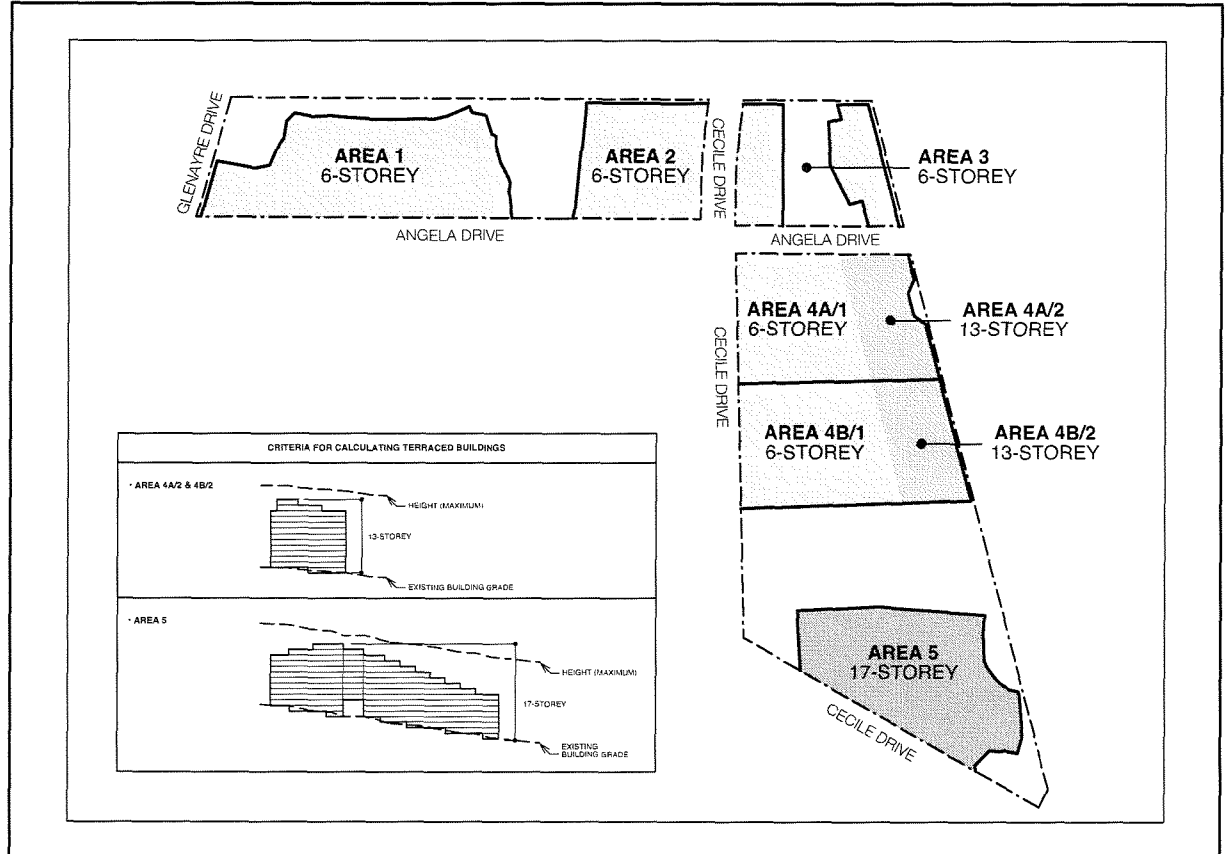 GLENAYRE DRIVE
AREA 1
6-STOREY
AREA 2
6-STOREY
CECILE DRIVE
AREA 3
6-STOREY
ANGELA DRIVE
ANGELA DRIVE
AREA 4A/1
6-STOREY
AREA 4A/2
13-STOREY
CECILE DRIVE
AREA 4B/1
6-STOREY
AREA 4B/2
13-STOREY
AREA 5
17-STOREY
CECILE DRIVE
CRITERIA FOR CALCULATING TERRACED BUILDINGS
• AREA 4A/2 & 4B/2
HEIGHT (MAXIMUM)
13-STOREY
EXISTING BUILDING GRADE
• AREA 5
HEIGHT (MAXIMUM)
17-STOREY
EXISTING
BUILDING GRADE